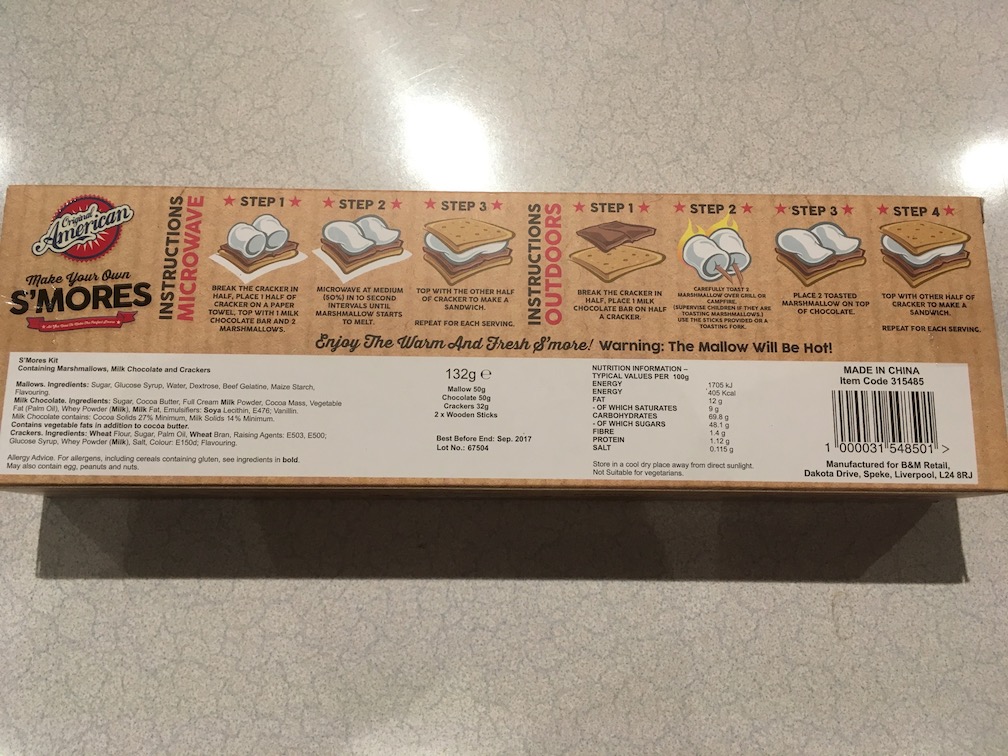 Original
American
Make Your Own
S'MORES
INSTRUCTIONS
MICROWAVE
STEP 1
BREAK THE CRACKER IN
HALF, PLACE 1 HALF OF
CRACKER ON A PAPER
TOWEL, TOP WITH 1 MILK
CHOCOLATE BAR AND 2
MARSHMALLOWS.
STEP 2
MICROWAVE AT MEDIUM
(50%) IN 10 SECOND
INTERVALS UNTIL
MARSHMALLOW STARTS
TO MELT.
STEP 3
TOP WITH THE OTHER HALF
OF CRACKER TO MAKE A
SANDWICH.
REPEAT FOR EACH SERVING.
INSTRUCTIONS
OUTDOORS
STEP 1
BREAK THE CRACKER IN
HALF, PLACE 1 MILK
CHOCOLATE BAR ON HALF
A CRACKER.
STEP 2
CAREFULLY TOAST 2
MARSHMALLOW OVER GRILL OR
CAMPFIRE.
(SUPERVISE CHILDREN IF THEY ARE
TOASTING MARSHMALLOWS.)
USE THE STICKS PROVIDED OR A
TOASTING FORK.
STEP 3
PLACE 2 TOASTED
MARSHMALLOW ON TOP
OF CHOCOLATE.
STEP 4
TOP WITH OTHER HALF OF
CRACKER TO MAKE A
SANDWICH.
REPEAT FOR EACH SERVING.
Enjoy The Warm And Fresh S'more! Warning: The Mallow Will Be Hot!
S'Mores Kit
Containing Marshmallows, Milk Chocolate and Crackers
Mallows. Ingredients: Sugar, Glucose Syrup, Water, Dextrose, Beef Gelatine, Maize Starch,
Flavouring.
Milk Chocolate. Ingredients: Sugar, Cocoa Butter, Full Cream Milk Powder, Cocoa Mass, Vegetable
Fat (Palm Oil), Whey Powder (Milk), Milk Fat, Emulsifiers: Soya Lecithin, E476; Vanillin.
Milk Chocolate contains: Cocoa Solids 27% Minimum, Milk Solids 14% Minimum.
Contains vegetable fats in addition to cocoa butter.
Crackers. Ingredients: Wheat Flour, Sugar, Palm Oil, Wheat Bran, Raising Agents: E503, E500;
Glucose Syrup, Whey Powder (Milk), Salt, Colour: E150d; Flavouring.
Allergy Advice. For allergens, including cereals containing gluten, see ingredients in bold.
May also contain egg, peanuts and nuts.
132g e
Mallow 50g
Chocolate 50g
Crackers 32g
2 x Wooden Sticks
Best Before End: Sep. 2017
Lot No.: 67504
NUTRITION INFORMATION –
TYPICAL VALUES PER 100g
ENERGY 1705 kJ
ENERGY 405 Kcal
FAT 12 g
- OF WHICH SATURATES 9 g
CARBOHYDRATES 69.8 g
- OF WHICH SUGARS 48.1 g
FIBRE 1.4 g
PROTEIN 1.12 g
SALT 0.115 g
Store in a cool dry place away from direct sunlight.
Not Suitable for vegetarians.
MADE IN CHINA
Item Code 315485
1 000031 548501 >
Manufactured for B&M Retail,
Dakota Drive, Speke, Liverpool, L24 8RJ